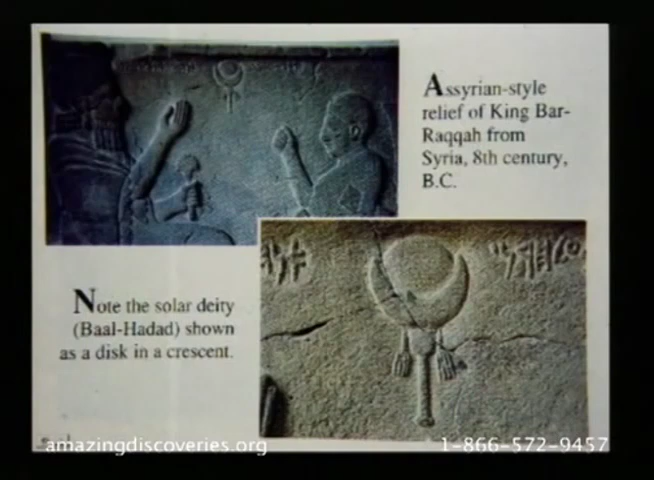 Assyrian-style
relief of King Bar-
Raqqah from
Syria, 8th century,
B.C.
Note the solar deity
(Baal-Hadad) shown
as a disk in a crescent.
amazingdiscoveries.org
1-866-572-9457